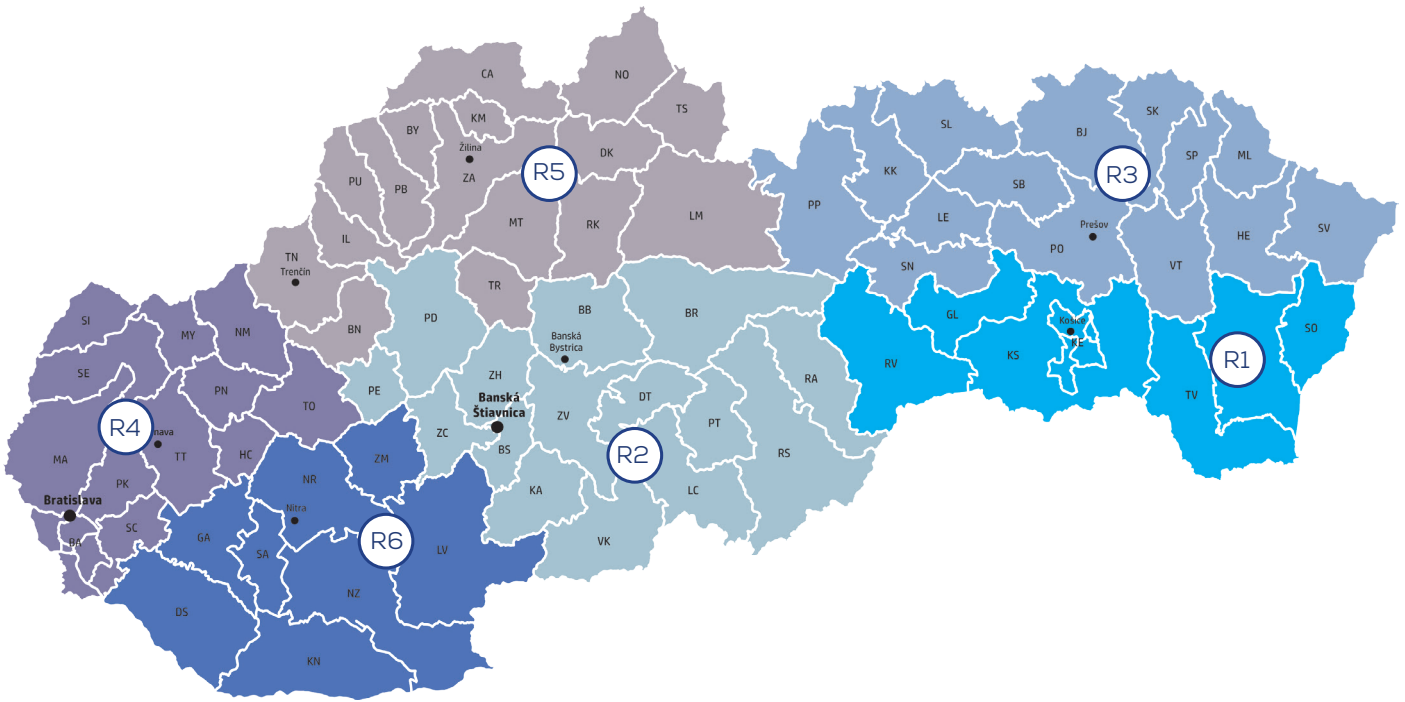 CA
NO
TS
KM
BY
Žilina
ZA
DK
R5
PU
PB
MT
RK
LM
IL
TN
Trenčín
TR
BN
SL
BJ
SK
SP
ML
KK
SB
R3
PP
LE
Prešov
PO
HE
SV
SN
VT
SI
MY
NM
SE
PN
TO
R4
nava
MA
TT
HC
PK
Bratislava
SC
BA
PD
BB
BR
Banská
Bystrica
PE
ZH
Banská
Štiavnica
DT
RA
ZC
ZV
PT
BS
R2
RS
KA
LC
VK
GL
Košice
KE
SO
RV
KS
R1
TV
ZM
NR
Nitra
GA
SA
R6
LV
DS
NZ
KN